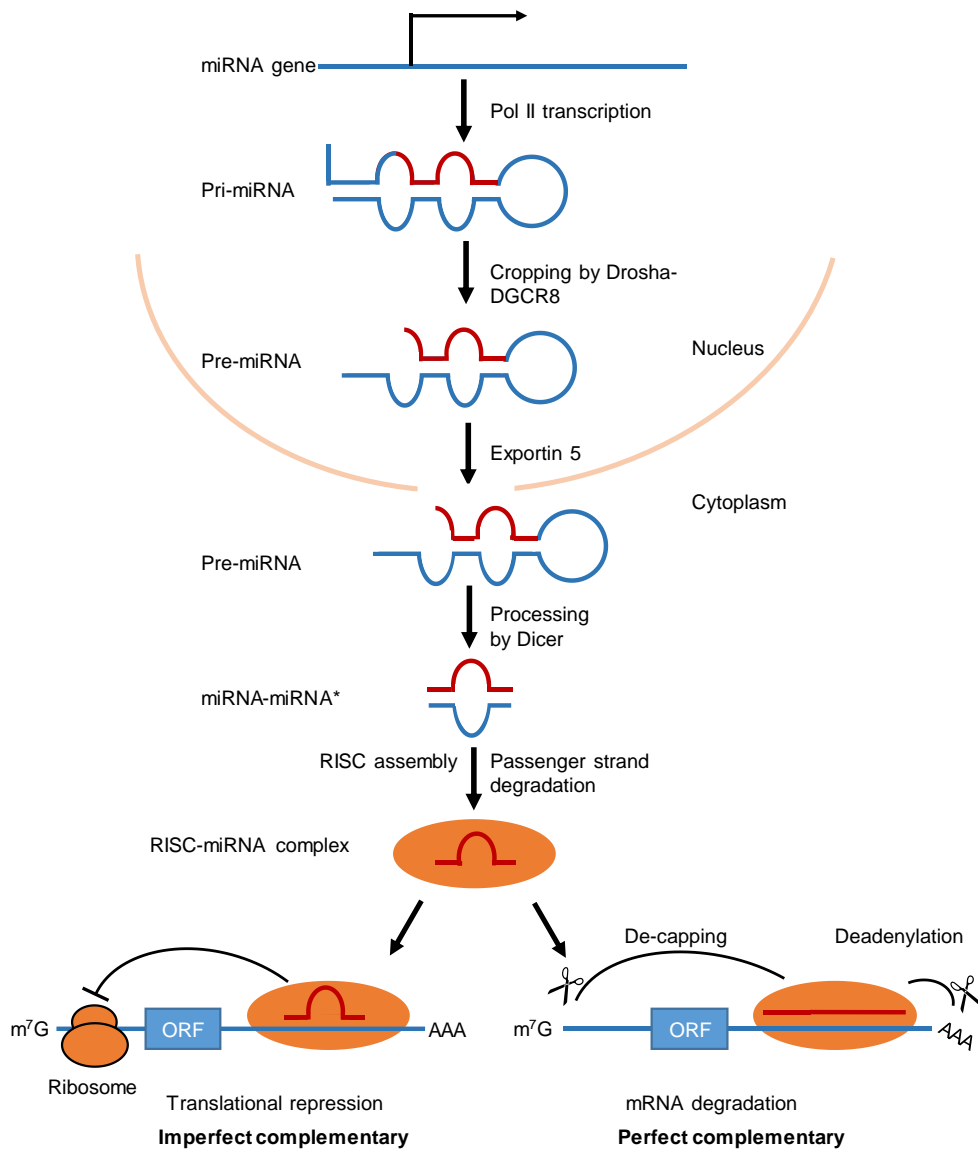 miRNA gene
Pol II transcription
Pri-miRNA
Cropping by Drosha-
DGCR8
Nucleus
Pre-miRNA
Exportin 5
Cytoplasm
Pre-miRNA
Processing
by Dicer
miRNA-miRNA*
RISC assembly
Passenger strand
degradation
RISC-miRNA complex
De-capping
Deadenylation
m⁷G
ORF
AAA
Ribosome
m⁷G
ORF
AAA
Translational repression
Imperfect complementary
mRNA degradation
Perfect complementary